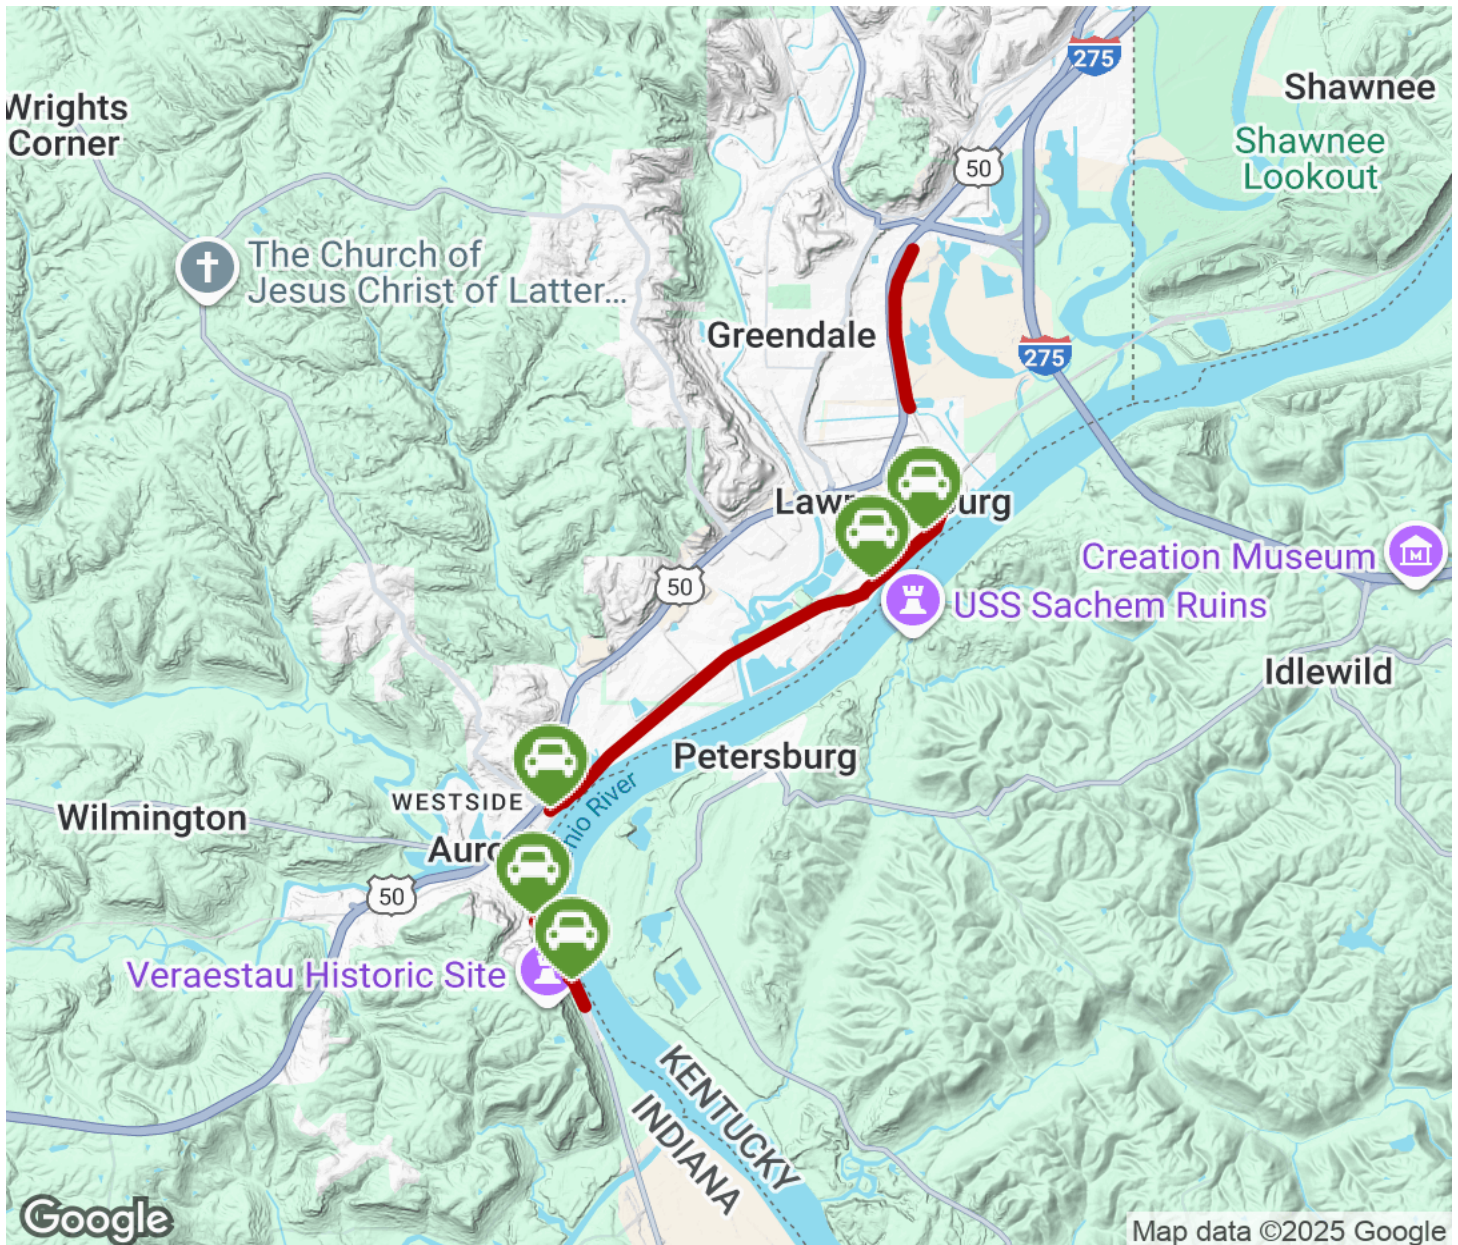 275
Shawnee
Wrights
Corner
Shawnee
Lookout
50
The Church of
Jesus Christ of Latter...
Greendale
275
Creation Museum
50
USS Sachem Ruins
Idlewild
Petersburg
WESTSIDE
Wilmington
River
50
Veraestau Historic Site
KENTUCKY
INDIANA
Google
Map data ©2025 Google